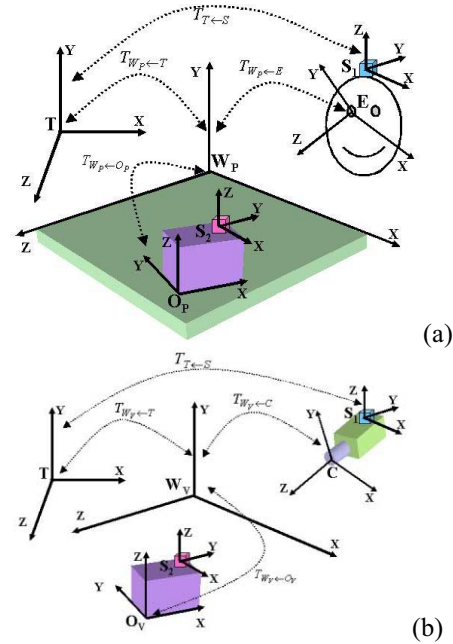 T_{T←S}
Y
T_{W_P←T}
T_{W_P←E}
Z
S_1
Y
X
Y
E
Y
T
X
Z
T_{W_P←O_P}
W_P
X
Z
Z
S_2
Y
X
Z
Y
X
O_P
X
(a)
T_{T←S}
Y
T_{W_V←T}
Y
T_{W_V←C}
Z
S_1
Y
X
Y
T
X
Z
W_V
C
X
Z
Z
X
Z
S_2
Y
X
Z
Y
X
O_V
T_{W_V←O_V}
(b)